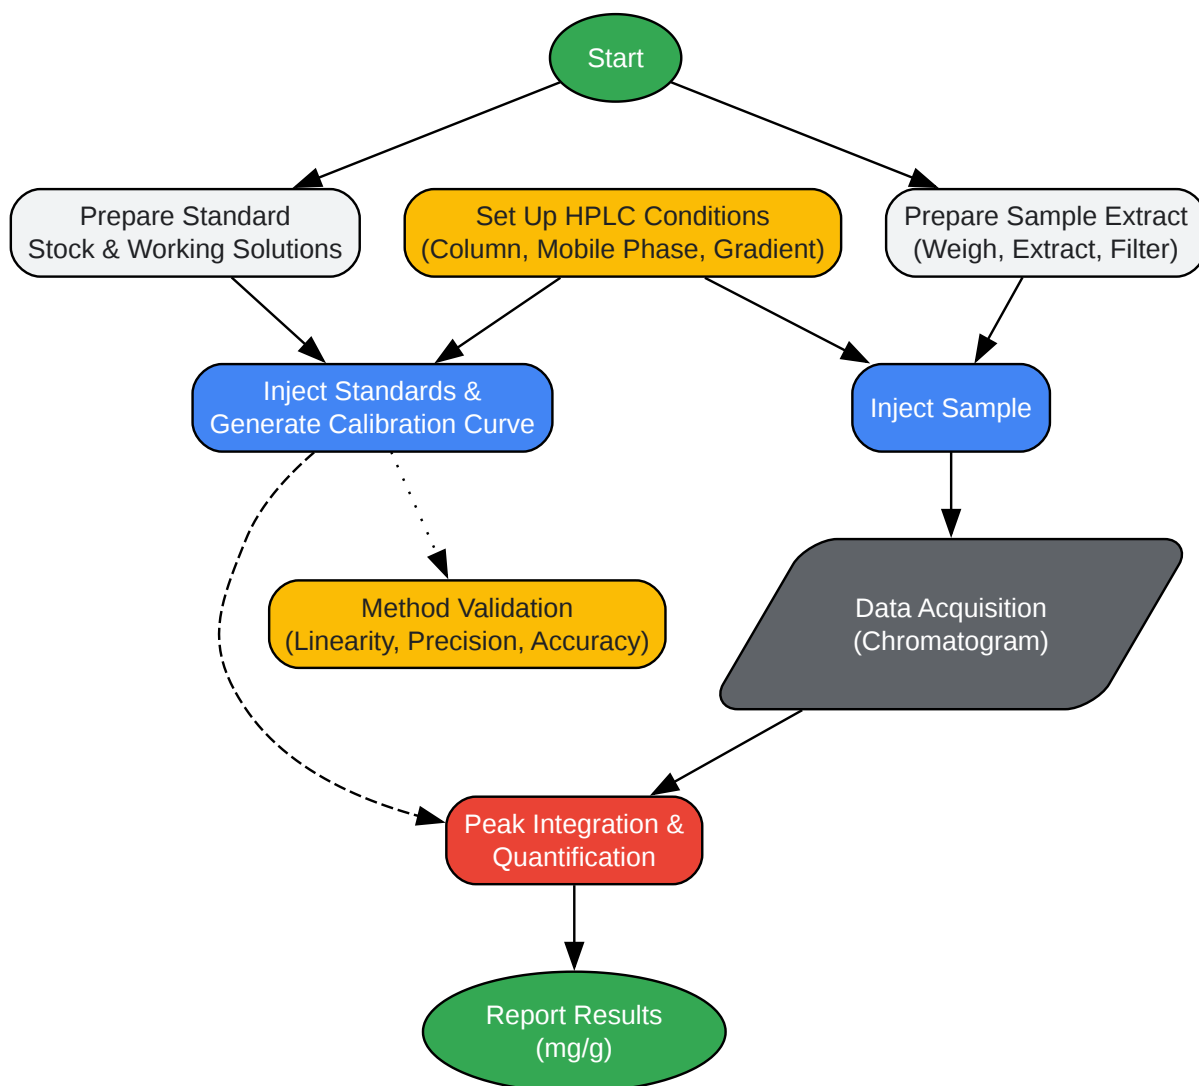 Start
Prepare Standard
Stock & Working Solutions
Set Up HPLC Conditions
(Column, Mobile Phase, Gradient)
Prepare Sample Extract
(Weigh, Extract, Filter)
Inject Standards &
Generate Calibration Curve
Inject Sample
Method Validation
(Linearity, Precision, Accuracy)
Data Acquisition
(Chromatogram)
Peak Integration &
Quantification
Report Results
(mg/g)